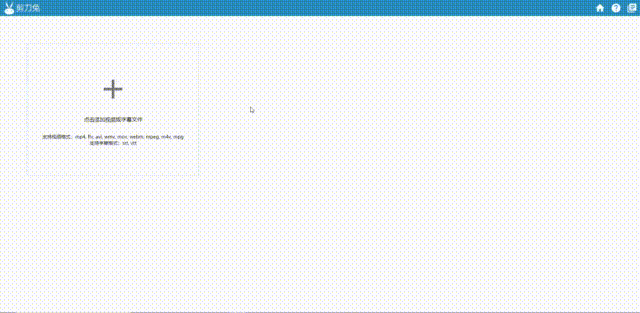 剪刀兔
点击添加视频或字幕文件
支持视频格式：mp4, flv, avi, wmv, mov, webm, mpeg, m4v, mpg
支持字幕格式：srt, vtt